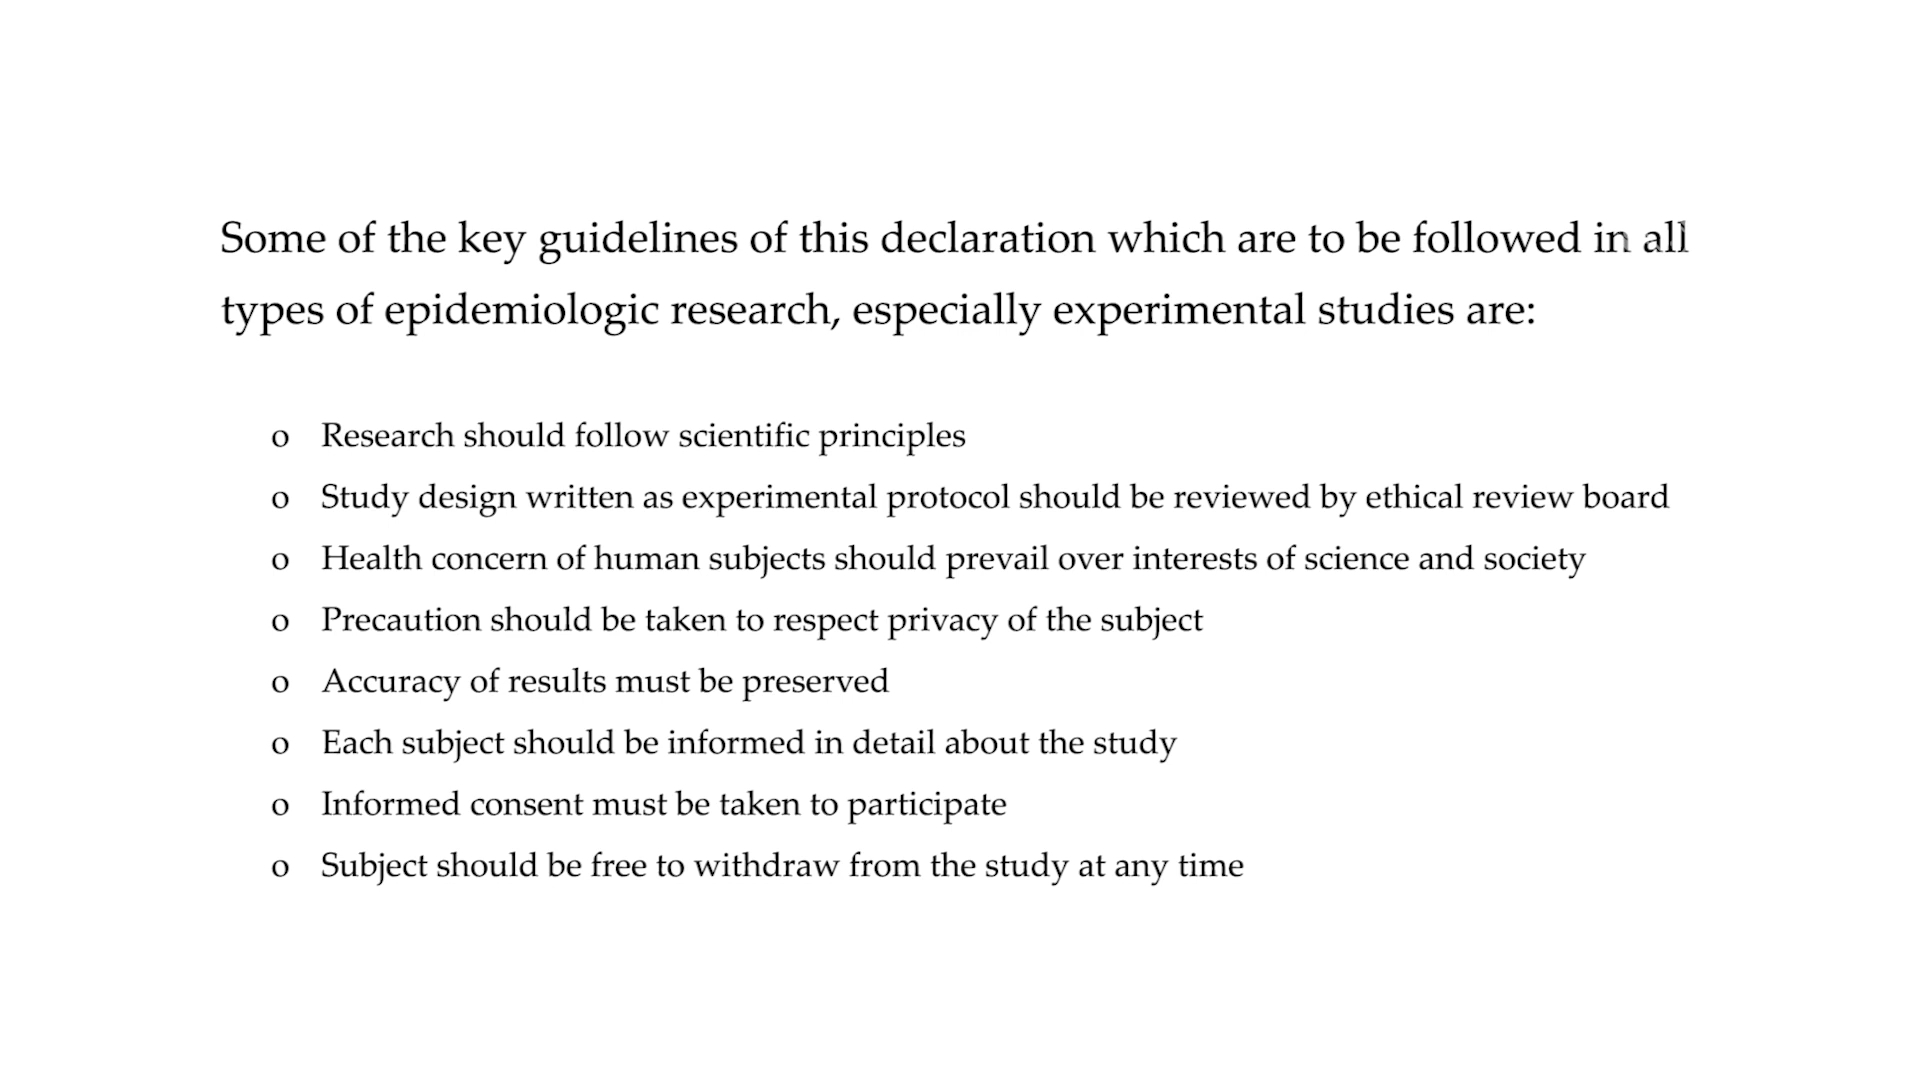 Some of the key guidelines of this declaration which are to be followed in all
types of epidemiologic research, especially experimental studies are:
o Research should follow scientific principles
o Study design written as experimental protocol should be reviewed by ethical review board
o Health concern of human subjects should prevail over interests of science and society
o Precaution should be taken to respect privacy of the subject
o Accuracy of results must be preserved
o Each subject should be informed in detail about the study
o Informed consent must be taken to participate
o Subject should be free to withdraw from the study at any time